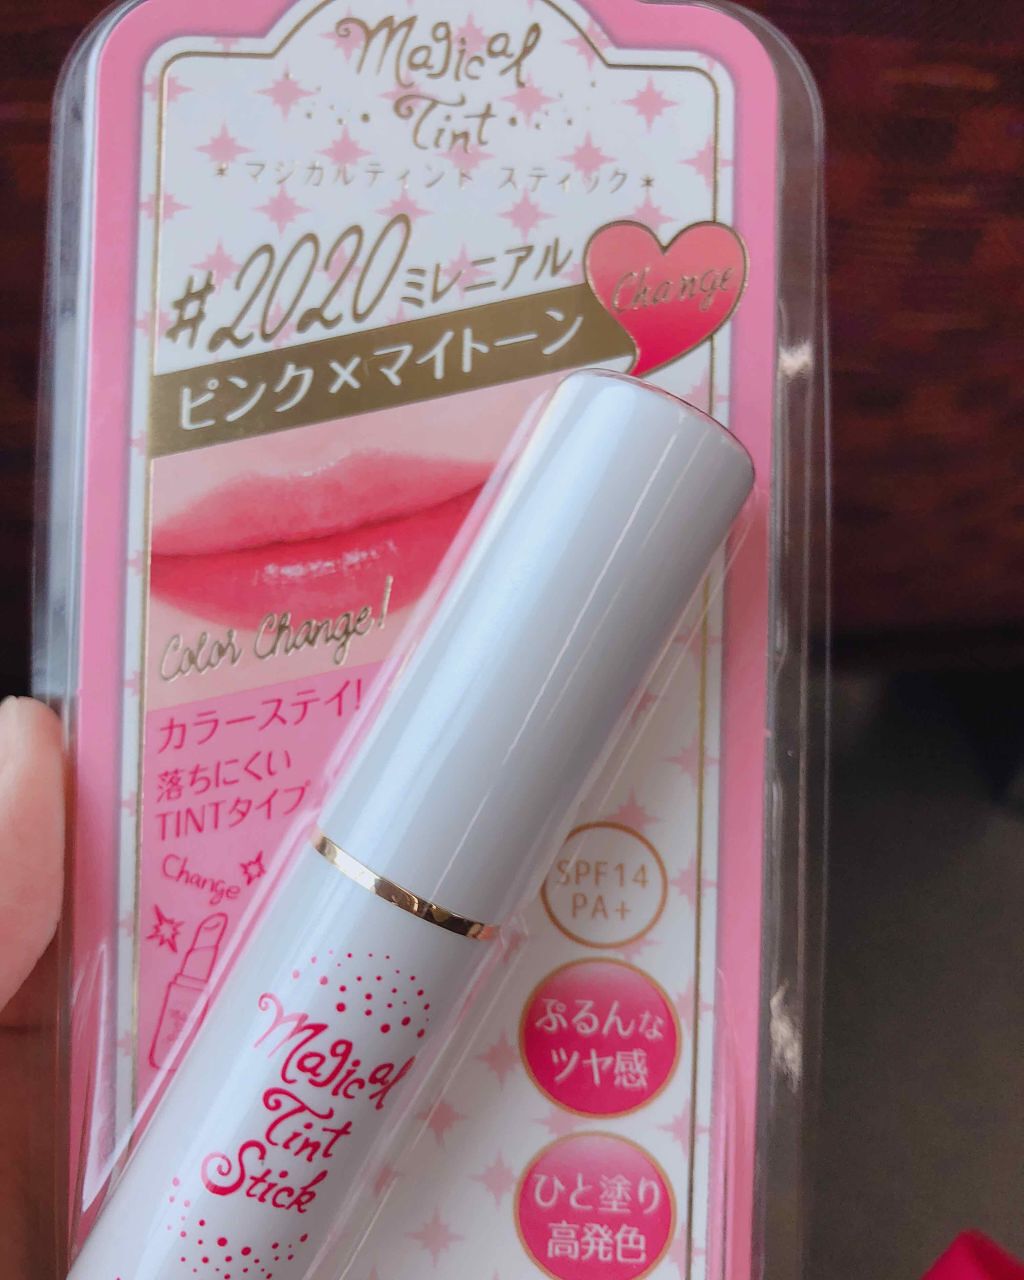 Magical
Tint
*マジカルティント スティック*
#2020ミレニアル
Change
ピンク×マイトーン
Color Change!
カラーステイ!
落ちにくい
TINTタイプ
Change
SPF14
PA+
ぷるんな
ツヤ感
ひと塗り
高発色
Magical
Tint
Stick